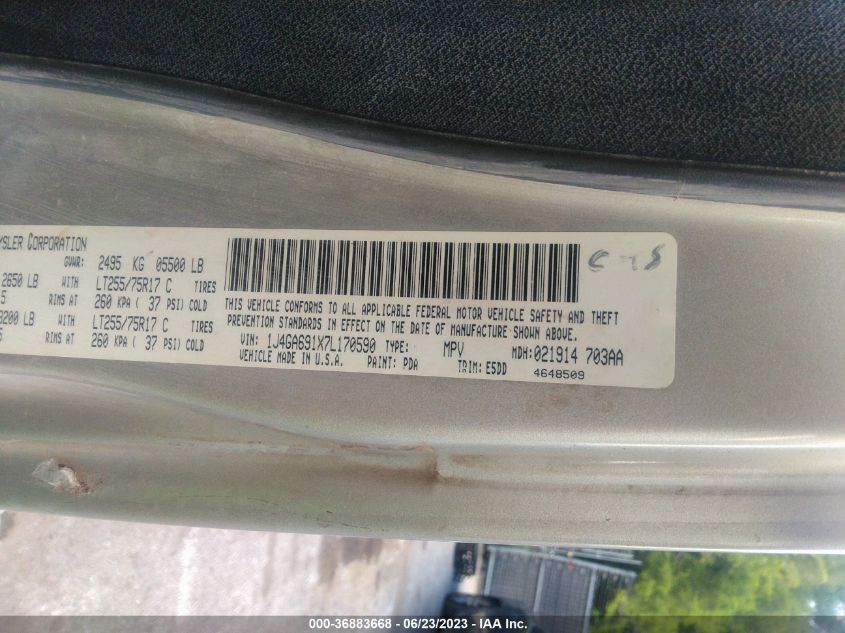 YSLER CORPORATION
GVWR: 2495 KG 05500 LB
2650 LB WITH LT255/75R17 C TIRES
5 RIMS AT 260 KPA ( 37 PSI) COLD
3200 LB WITH LT255/75R17 C TIRES
5 RIMS AT 260 KPA ( 37 PSI) COLD
THIS VEHICLE CONFORMS TO ALL APPLICABLE FEDERAL MOTOR VEHICLE SAFETY AND THEFT
PREVENTION STANDARDS IN EFFECT ON THE DATE OF MANUFACTURE SHOWN ABOVE.
VIN: 1J4GA691X7L170590 TYPE: MPV MDH: 021914 703AA
VEHICLE MADE IN U.S.A. PAINT: PDA TRIM: E5DD 4648509
000-36883668 - 06/23/2023 - IAA Inc.